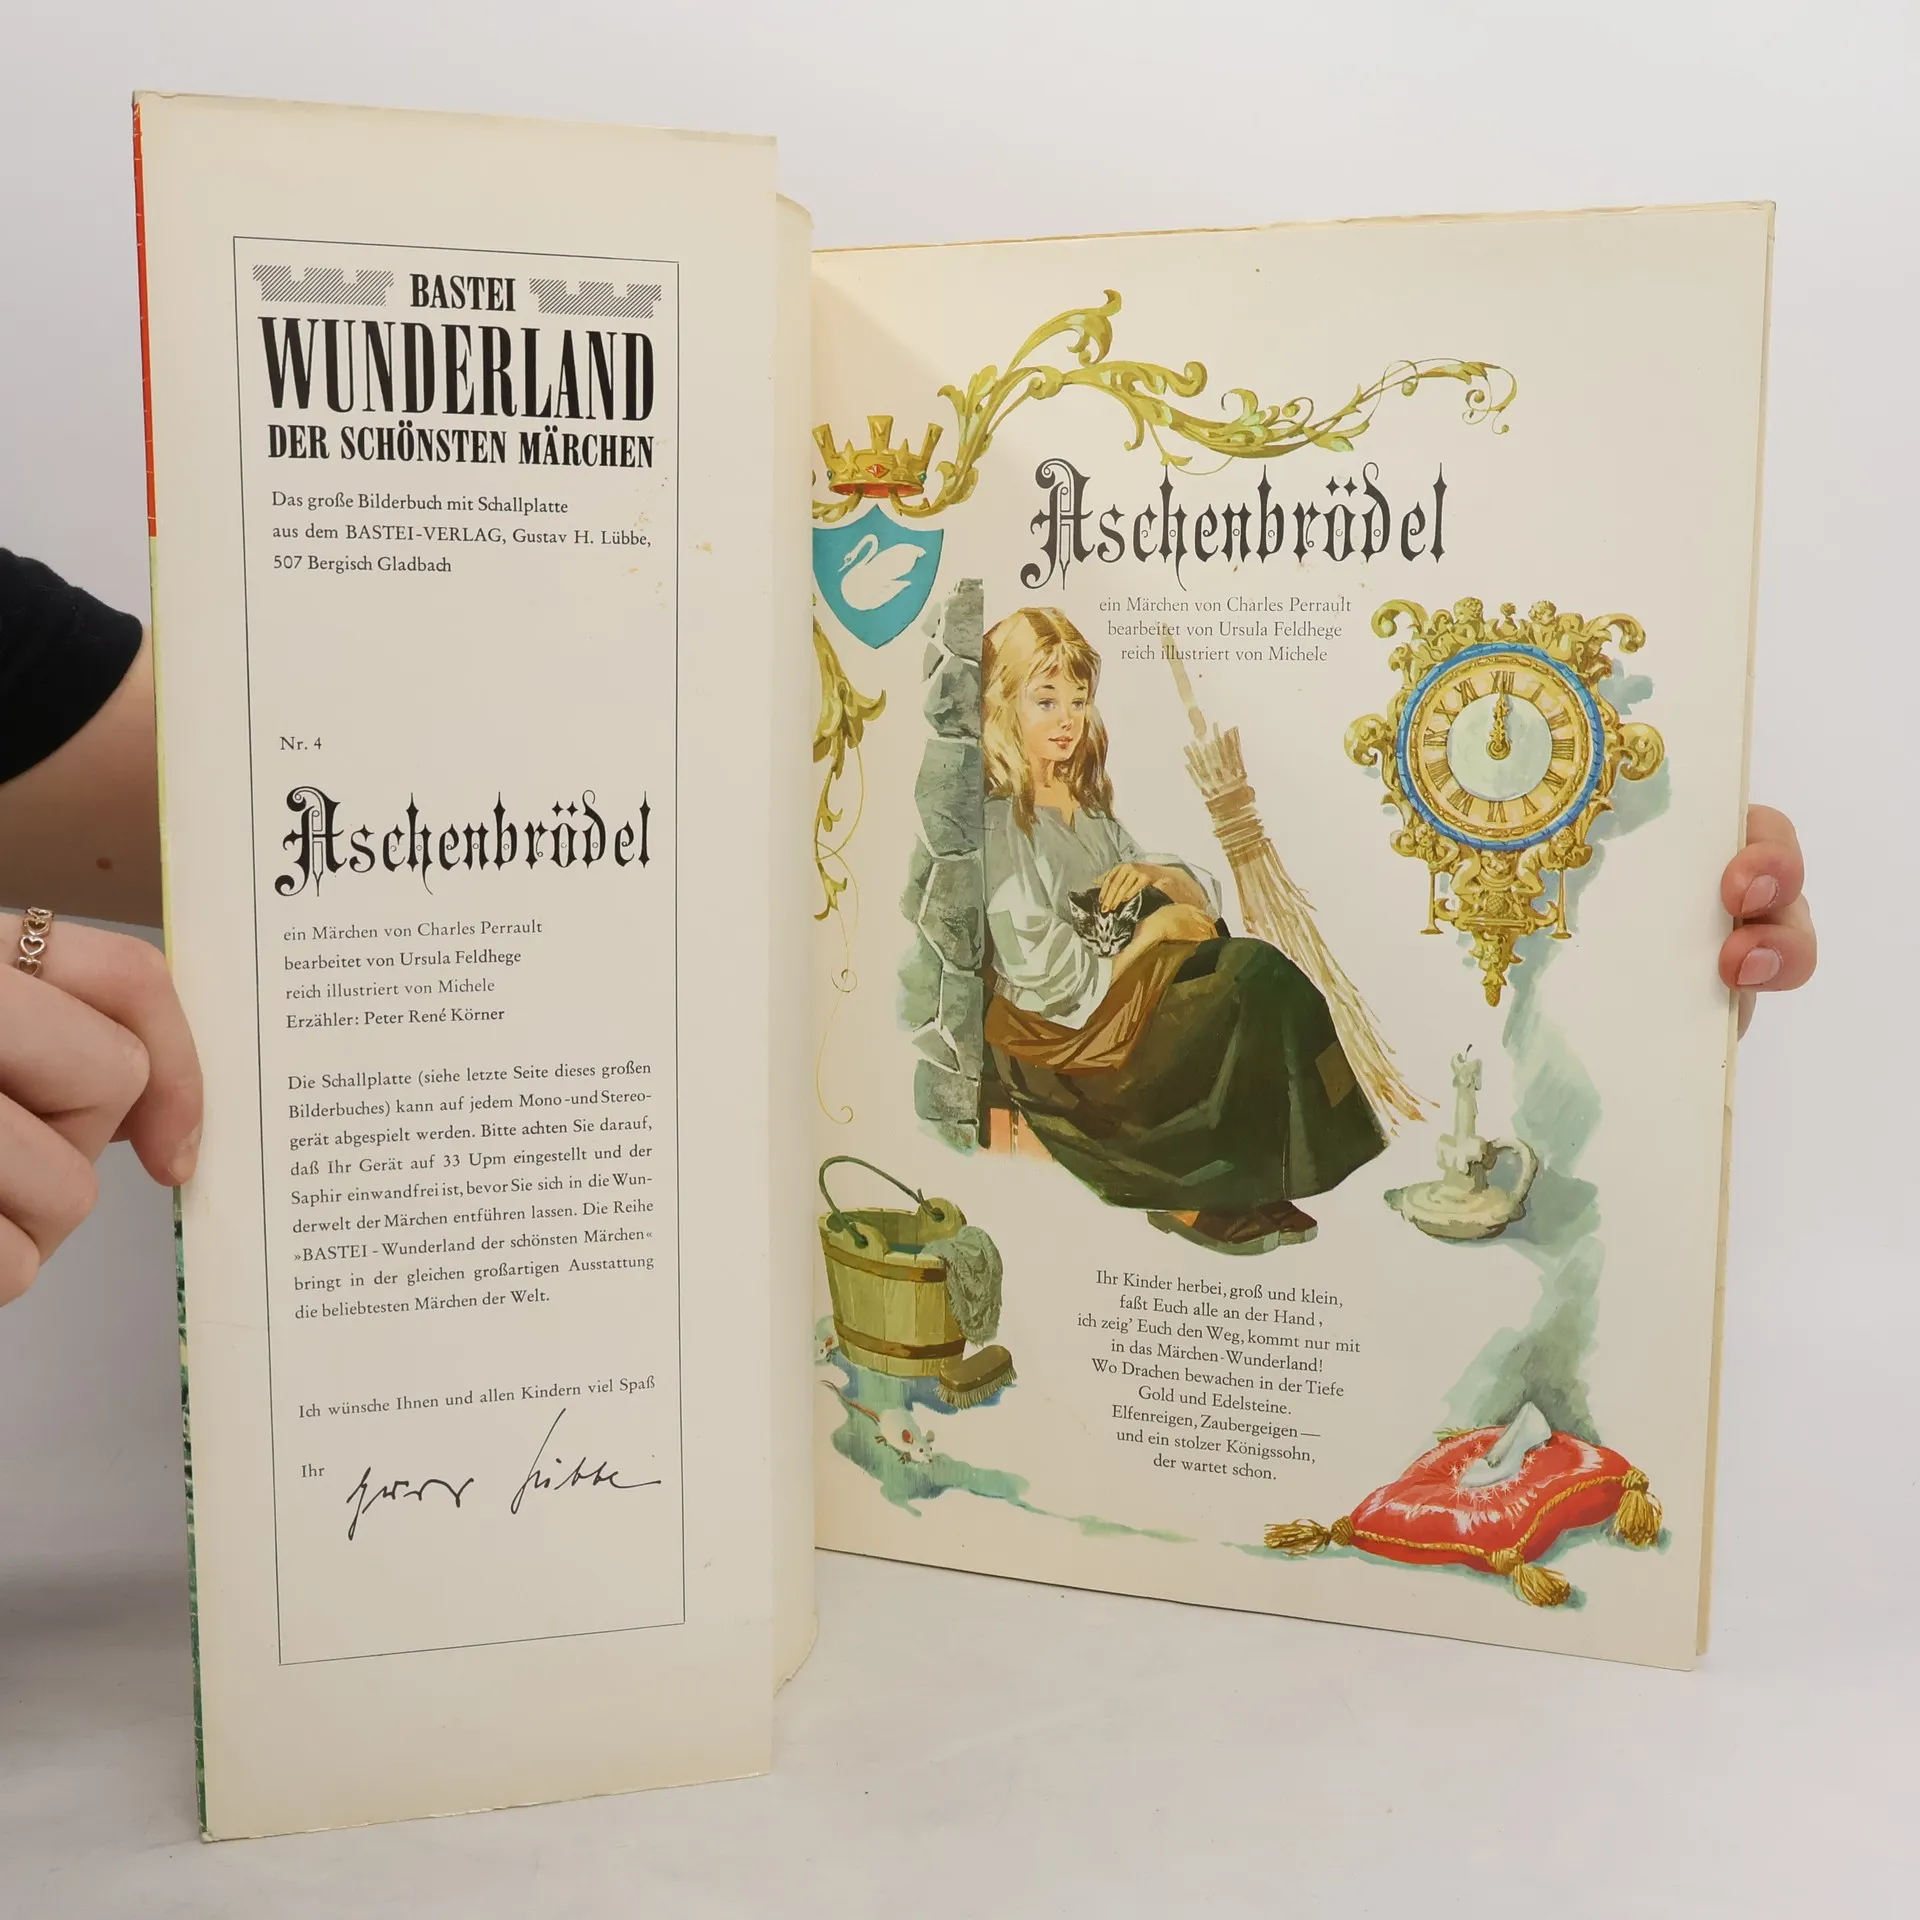 BASTEI
WUNDERLAND
DER SCHÖNSTEN MÄRCHEN
Das große Bilderbuch mit Schallplatte
aus dem BASTEI-VERLAG, Gustav H. Lübbe,
507 Bergisch Gladbach
Nr. 4
Aschenbrödel
ein Märchen von Charles Perrault
bearbeitet von Ursula Feldhege
reich illustriert von Michele
Erzähler: Peter René Körner
Die Schallplatte (siehe letzte Seite dieses großen
Bilderbuches) kann auf jedem Mono-und Stereo-
gerät abgespielt werden. Bitte achten Sie darauf,
daß Ihr Gerät auf 33 Upm eingestellt und der
Saphir einwandfrei ist, bevor Sie sich in die Wun-
derwelt der Märchen entführen lassen. Die Reihe
»BASTEI - Wunderland der schönsten Märchen«
bringt in der gleichen großartigen Ausstattung
die beliebtesten Märchen der Welt.
Ich wünsche Ihnen und allen Kindern viel Spaß
Ihr Lübbe
Aschenbrödel
ein Märchen von Charles Perrault
bearbeitet von Ursula Feldhege
reich illustriert von Michele
Ihr Kinder herbei, groß und klein,
faßt Euch alle an der Hand,
ich zeig' Euch den Weg, kommt nur mit
in das Märchen-Wunderland!
Wo Drachen bewachen in der Tiefe
Gold und Edelsteine.
Elfenreigen, Zaubergeigen—
und ein stolzer Königssohn,
der wartet schon.